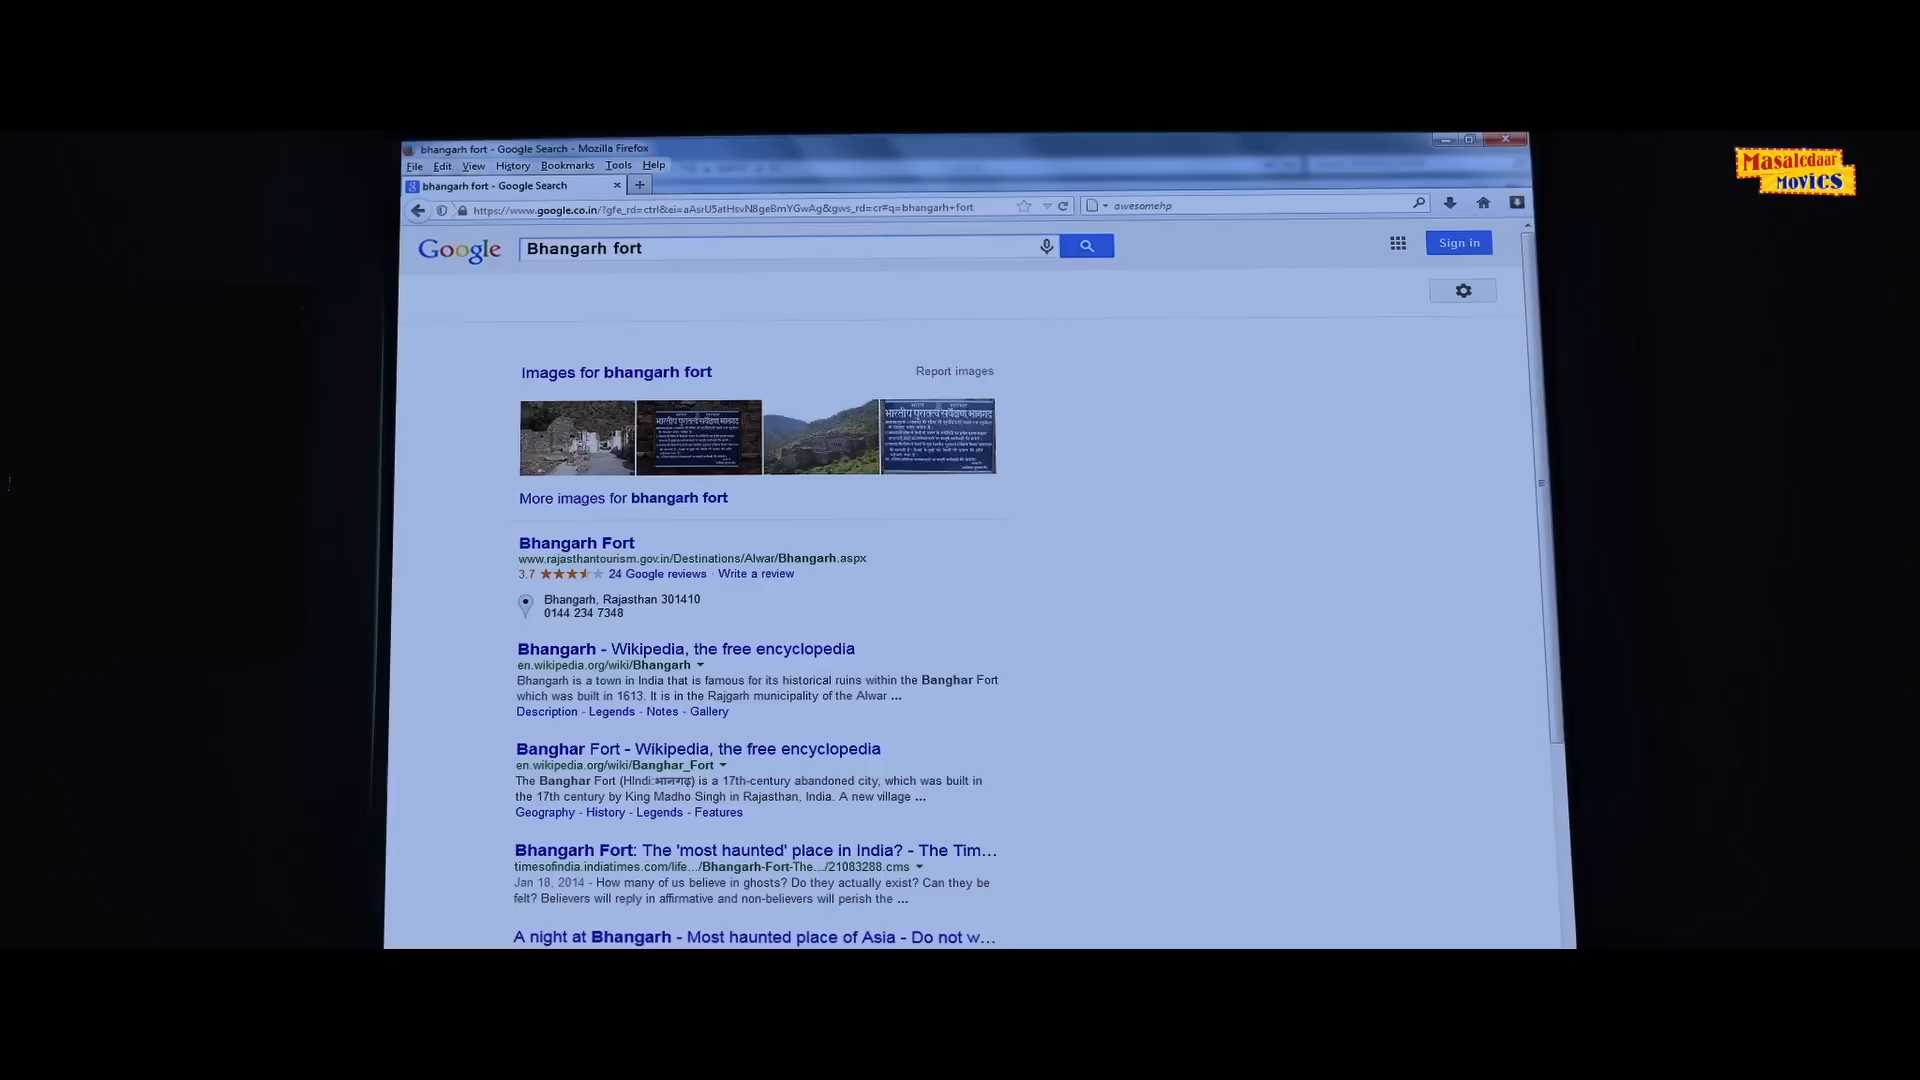 Masaledaar
Movies
bhangarh fort - Google Search - Mozilla Firefox
File Edit View History Bookmarks Tools Help
bhangarh fort - Google Search
https://www.google.co.in/?gfe_rd=ctrl&ei=aAsrU5atHsvN8geBmYGwAg&gws_rd=cr#q=bhangarh+fort
awesomehp
Google
Bhangarh fort
Sign in
Images for bhangarh fort
Report images
भारतीय पुरातत्व सर्वेक्षण भानगढ़
भारतीय पुरातत्व सर्वेक्षण भानगढ़
More images for bhangarh fort
Bhangarh Fort
www.rajasthantourism.gov.in/Destinations/Alwar/Bhangarh.aspx
3.7 24 Google reviews · Write a review
Bhangarh, Rajasthan 301410
0144 234 7348
Bhangarh - Wikipedia, the free encyclopedia
en.wikipedia.org/wiki/Bhangarh
Bhangarh is a town in India that is famous for its historical ruins within the Banghar Fort
which was built in 1613. It is in the Rajgarh municipality of the Alwar ...
Description - Legends - Notes - Gallery
Banghar Fort - Wikipedia, the free encyclopedia
en.wikipedia.org/wiki/Banghar_Fort
The Banghar Fort (HIndi:भानगढ़) is a 17th-century abandoned city, which was built in
the 17th century by King Madho Singh in Rajasthan, India. A new village ...
Geography - History - Legends - Features
Bhangarh Fort: The 'most haunted' place in India? - The Tim...
timesofindia.indiatimes.com/life.../Bhangarh-Fort-The.../21083288.cms
Jan 18, 2014 - How many of us believe in ghosts? Do they actually exist? Can they be
felt? Believers will reply in affirmative and non-believers will perish the ...
A night at Bhangarh - Most haunted place of Asia - Do not w...